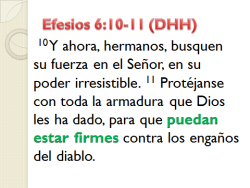 Efesios 6:10-11 (DHH)
10Y ahora, hermanos, busquen
su fuerza en el Señor, en su
poder irresistible. 11 Protéjanse
con toda la armadura que Dios
les ha dado, para que puedan
estar firmes contra los engaños
del diablo.